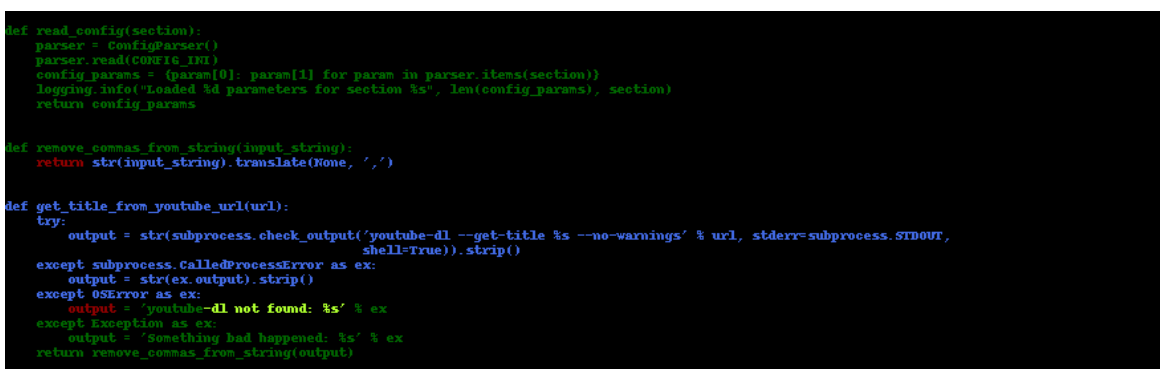 def read_config(section):
    parser = ConfigParser()
    parser.read(CONFIG_INI)
    config_params = {param[0]: param[1] for param in parser.items(section)}
    logging.info("Loaded %d parameters for section %s", len(config_params), section)
    return config_params
def remove_commas_from_string(input_string):
    return str(input_string).translate(None, ',')
def get_title_from_youtube_url(url):
    try:
        output = str(subprocess.check_output('youtube-dl --get-title %s --no-warnings' % url, stderr=subprocess.STDOUT,
                                             shell=True)).strip()
    except subprocess.CalledProcessError as ex:
        output = str(ex.output).strip()
    except OSError as ex:
        output = 'youtube-dl not found: %s' % ex
    except Exception as ex:
        output = 'Something bad happened: %s' % ex
    return remove_commas_from_string(output)